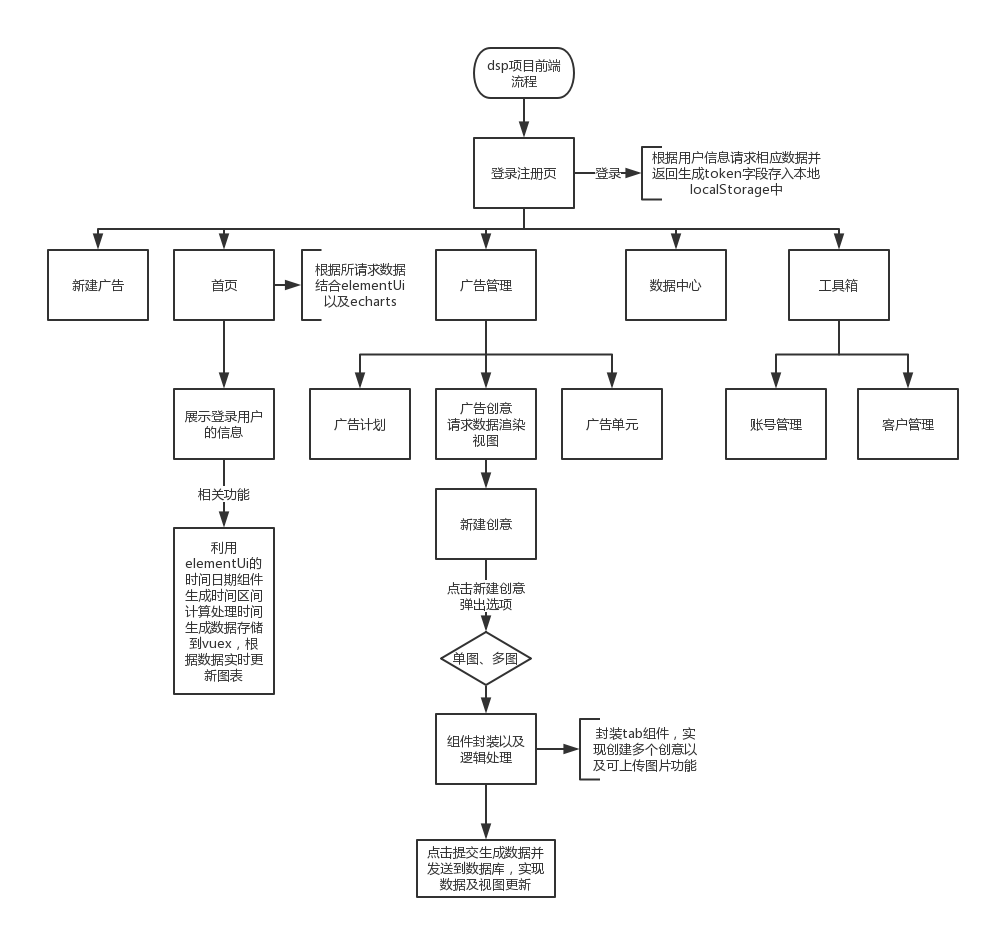 dsp项目前端
流程
登录注册页
登录
根据用户信息请求相应数据并
返回生成token字段存入本地
localStorage中
新建广告
首页
根据所请求数据
结合elementUi
以及echarts
广告管理
数据中心
工具箱
展示登录用户
的信息
广告计划
广告创意
请求数据渲染
视图
广告单元
账号管理
客户管理
相关功能
利用
elementUi的
时间日期组件
生成时间区间
计算处理时间
生成数据存储
到vuex，根
据数据实时更
新图表
新建创意
点击新建创意
弹出选项
单图、多图
组件封装以及
逻辑处理
封装tab组件，实
现创建多个创意以
及可上传图片功能
点击提交生成数据并
发送到数据库，实现
数据及视图更新